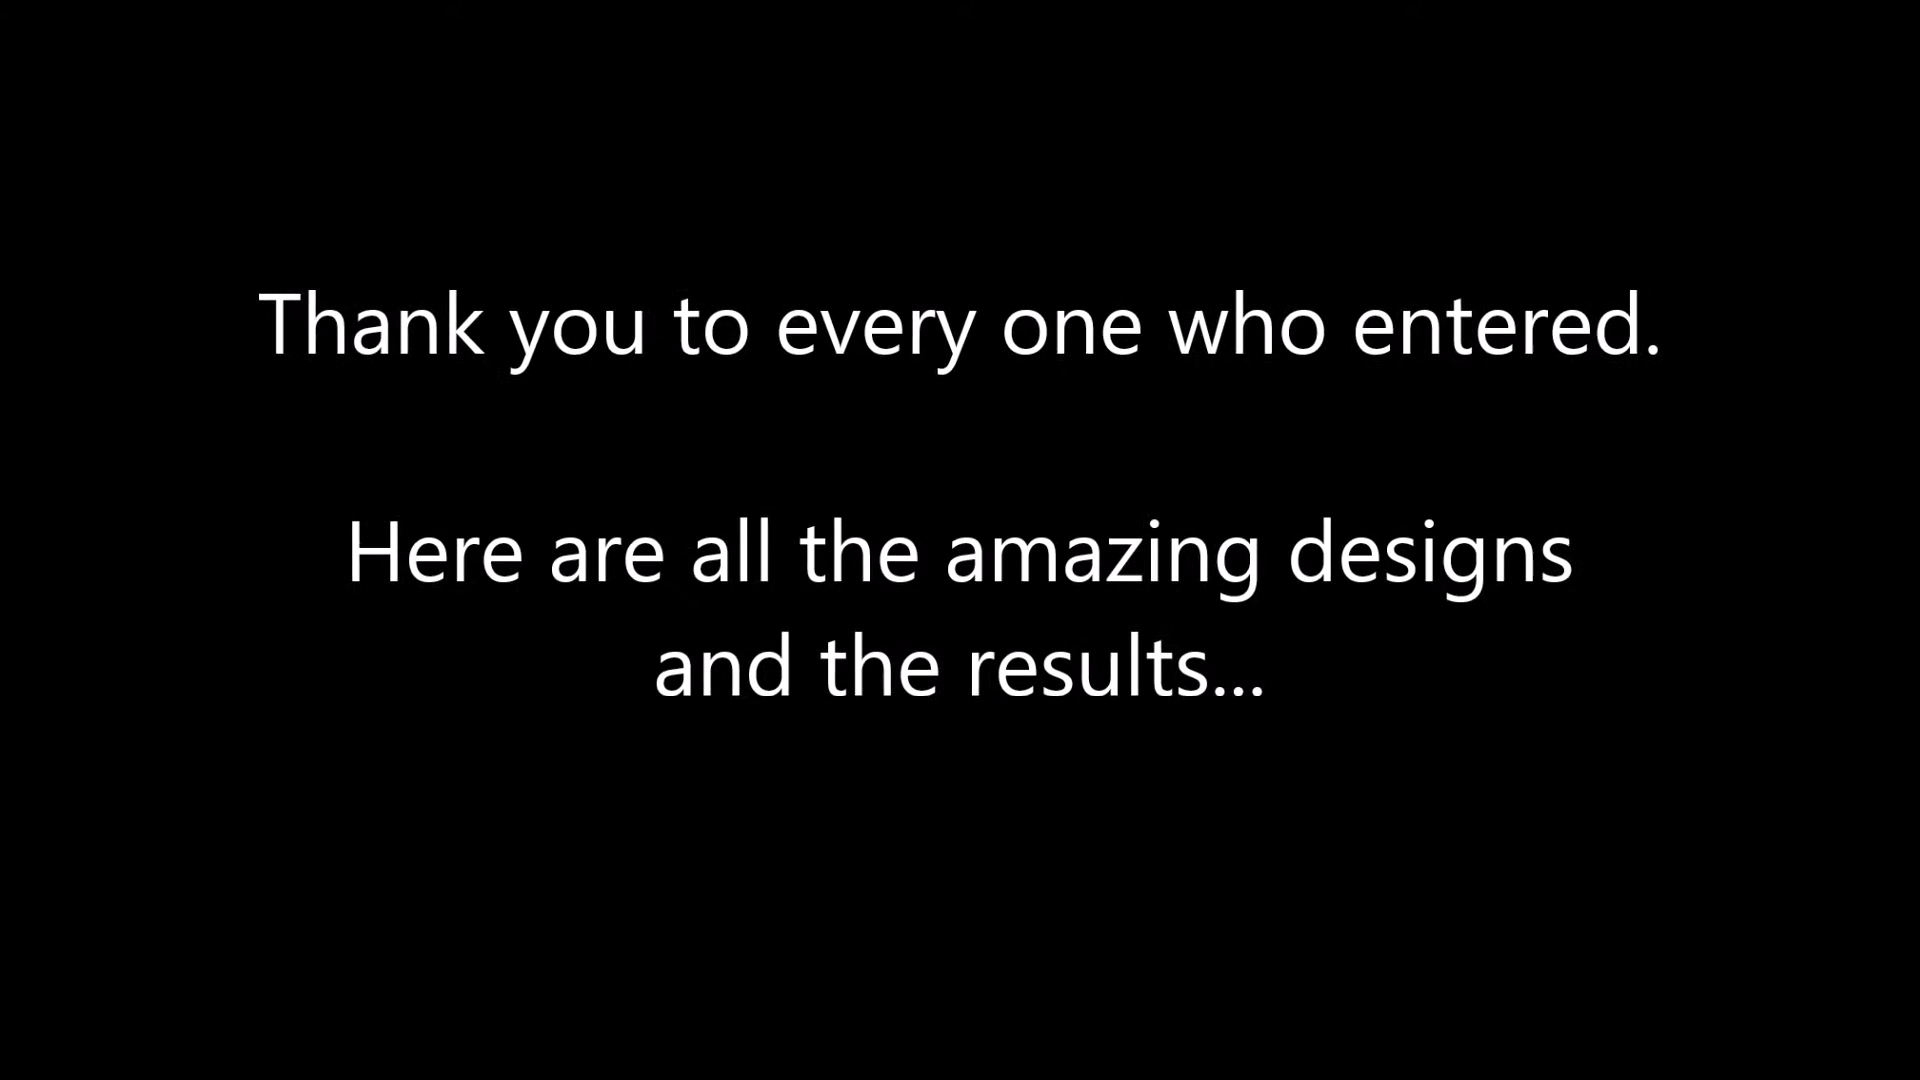 Thank you to every one who entered.
Here are all the amazing designs
and the results...